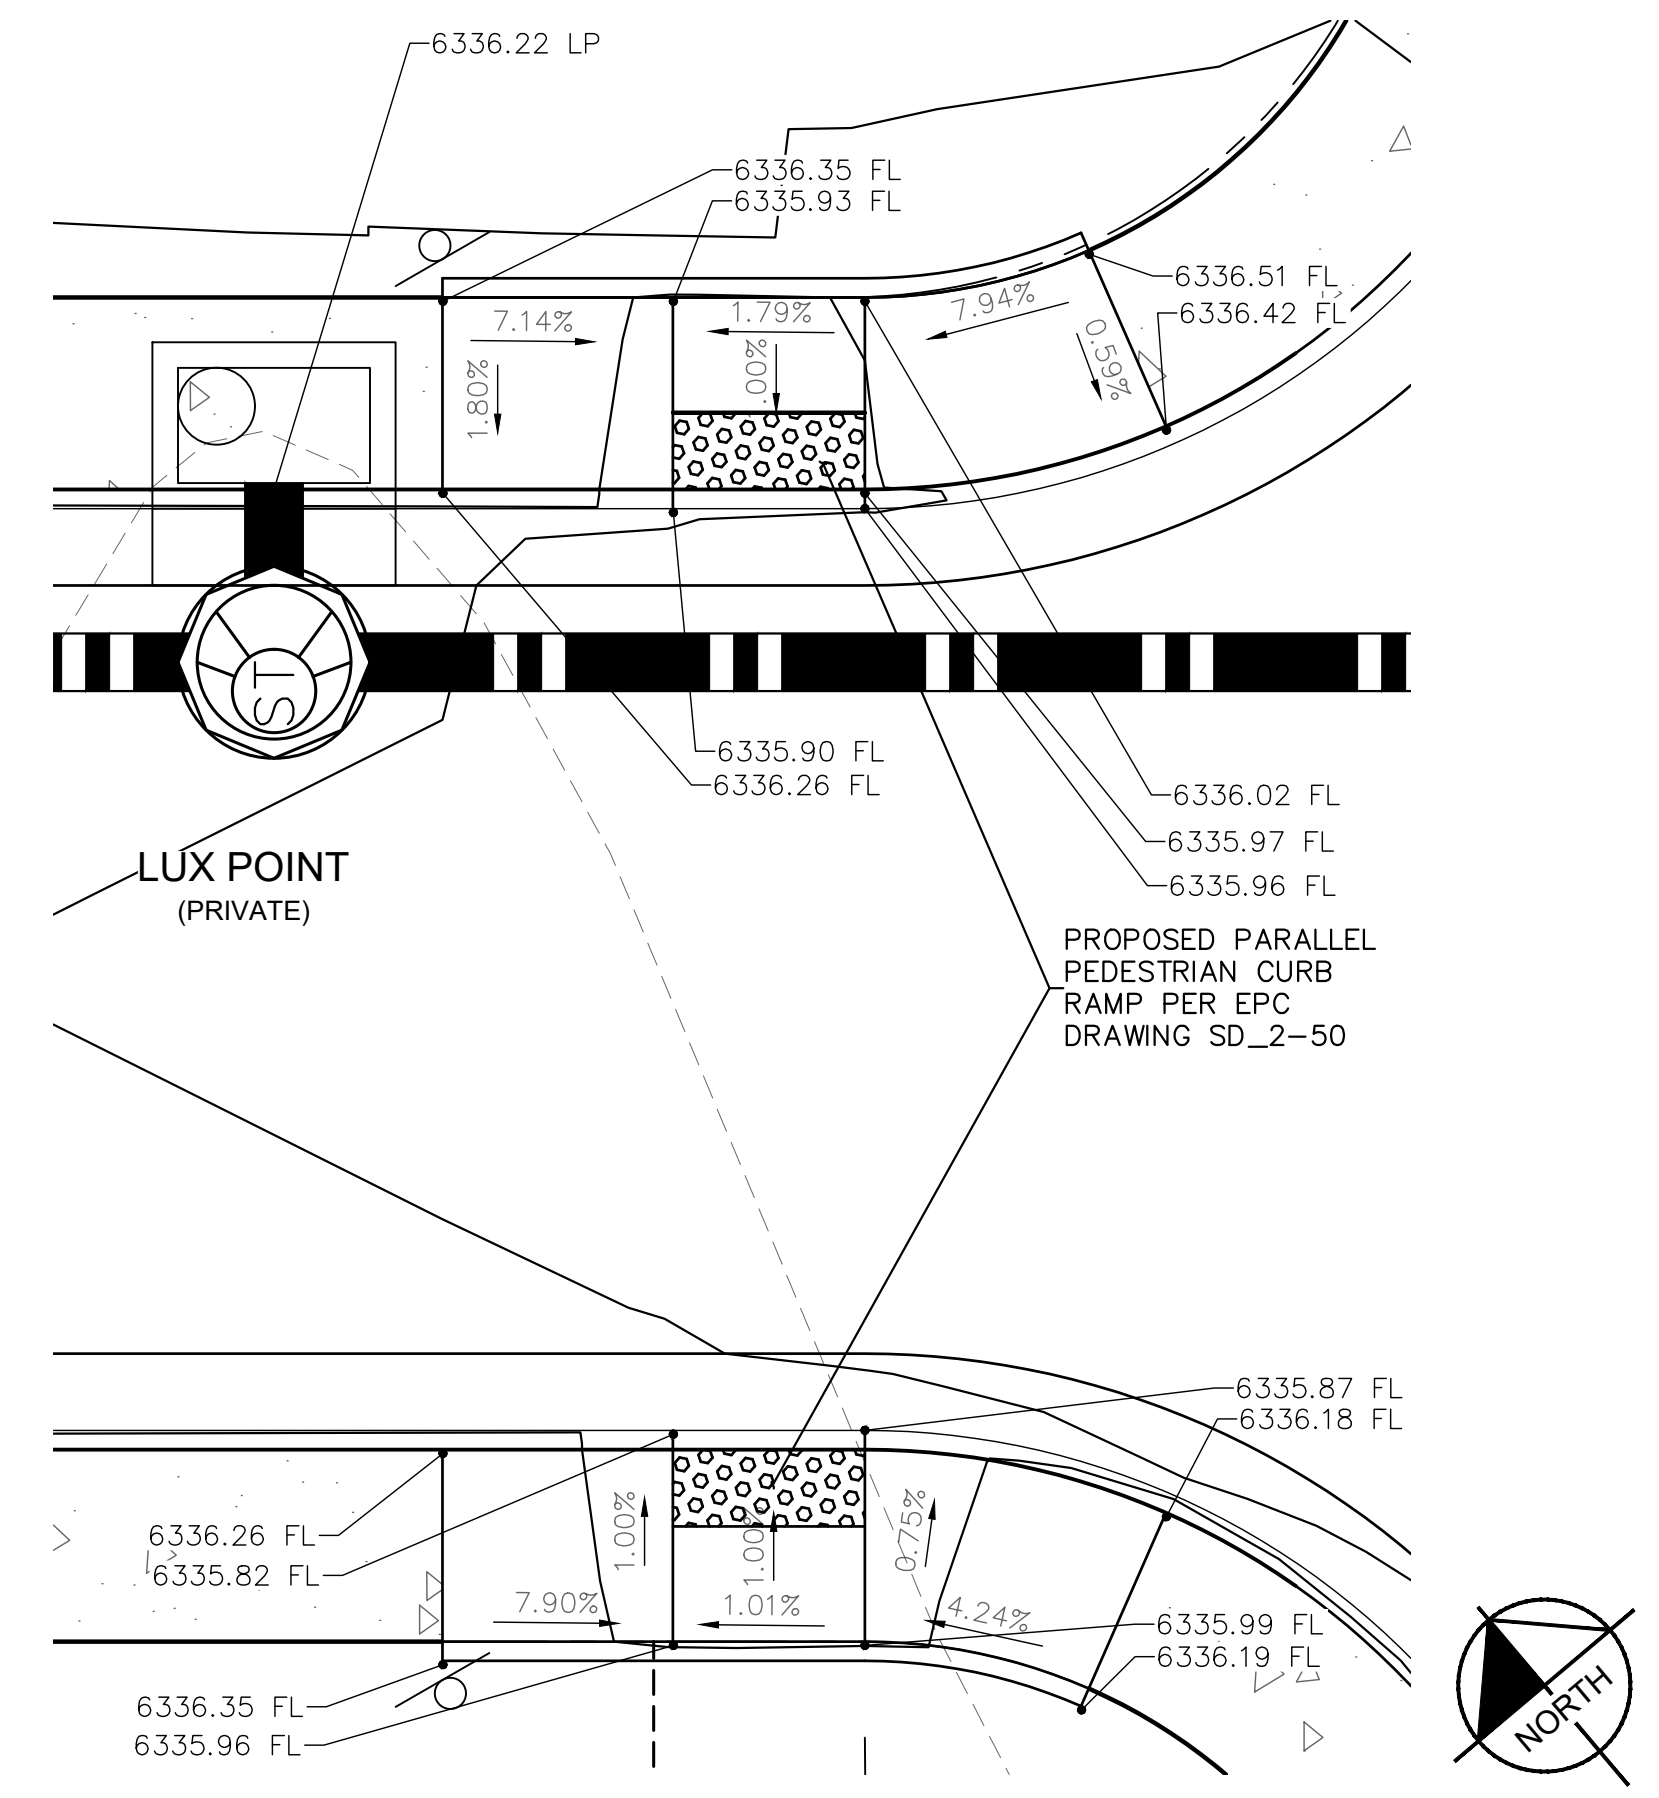 6336.22 LP
6336.35 FL
6335.93 FL
6336.51 FL
6336.42 FL
7.14%
1.79%
7.94%
1.80%
.00%
0.59%
ST
6335.90 FL
6336.26 FL
6336.02 FL
6335.97 FL
6335.96 FL
LUX POINT
(PRIVATE)
PROPOSED PARALLEL
PEDESTRIAN CURB
RAMP PER EPC
DRAWING SD_2-50
6335.87 FL
6336.18 FL
6336.26 FL
6335.82 FL
1.00%
1.00%
0.75%
7.90%
1.01%
4.24%
6335.99 FL
6336.19 FL
6336.35 FL
6335.96 FL
NORTH